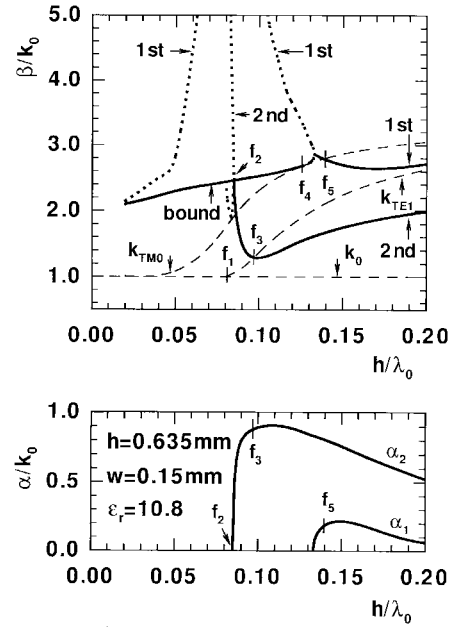 β/k₀
5.0
4.0
3.0
2.0
1.0
1st
1st
2nd
f₂
1st
bound
f₄
f₅
k_TM0
f₁
f₃
k_TE1
k₀
2nd
0.00 0.05 0.10 0.15 0.20
h/λ₀
α/k₀
1.0
0.5
0.0
h=0.635mm
w=0.15mm
εᵣ=10.8
f₃
α₂
f₂
f₅
α₁
0.00 0.05 0.10 0.15 0.20
h/λ₀